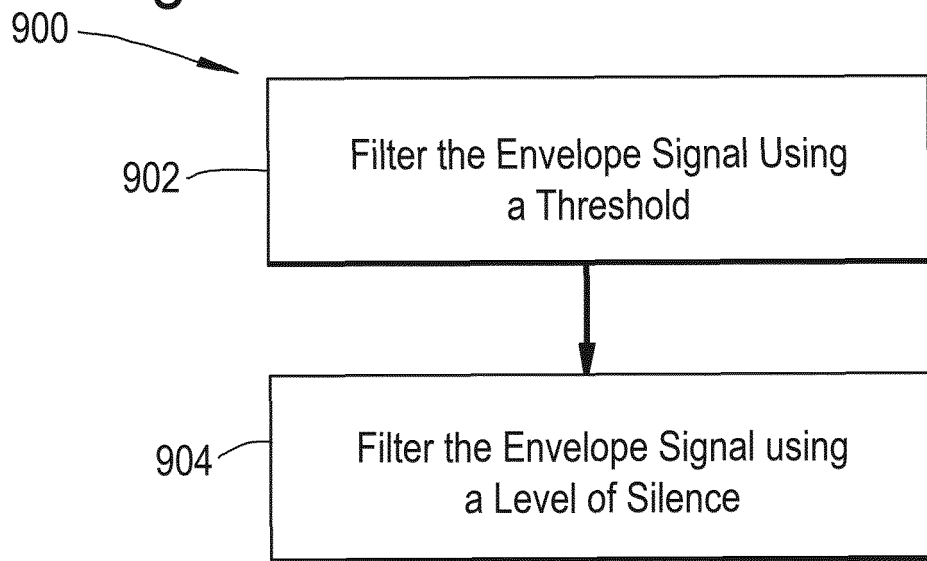 900
902
Filter the Envelope Signal Using
a Threshold
904
Filter the Envelope Signal using
a Level of Silence